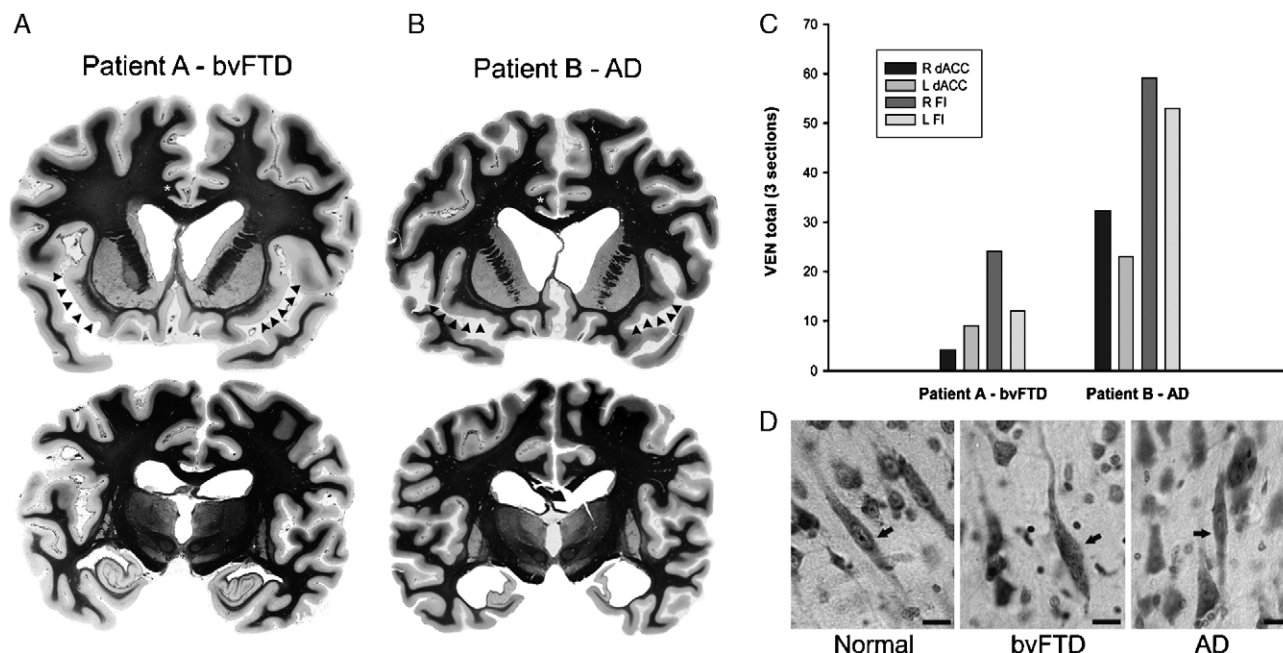 A
Patient A - bvFTD
*
B
Patient B - AD
*
C
VEN total (3 sections)
70
60
50
40
30
20
10
0
R dACC
L dACC
R FI
L FI
Patient A - bvFTD
Patient B - AD
D
Normal
bvFTD
AD